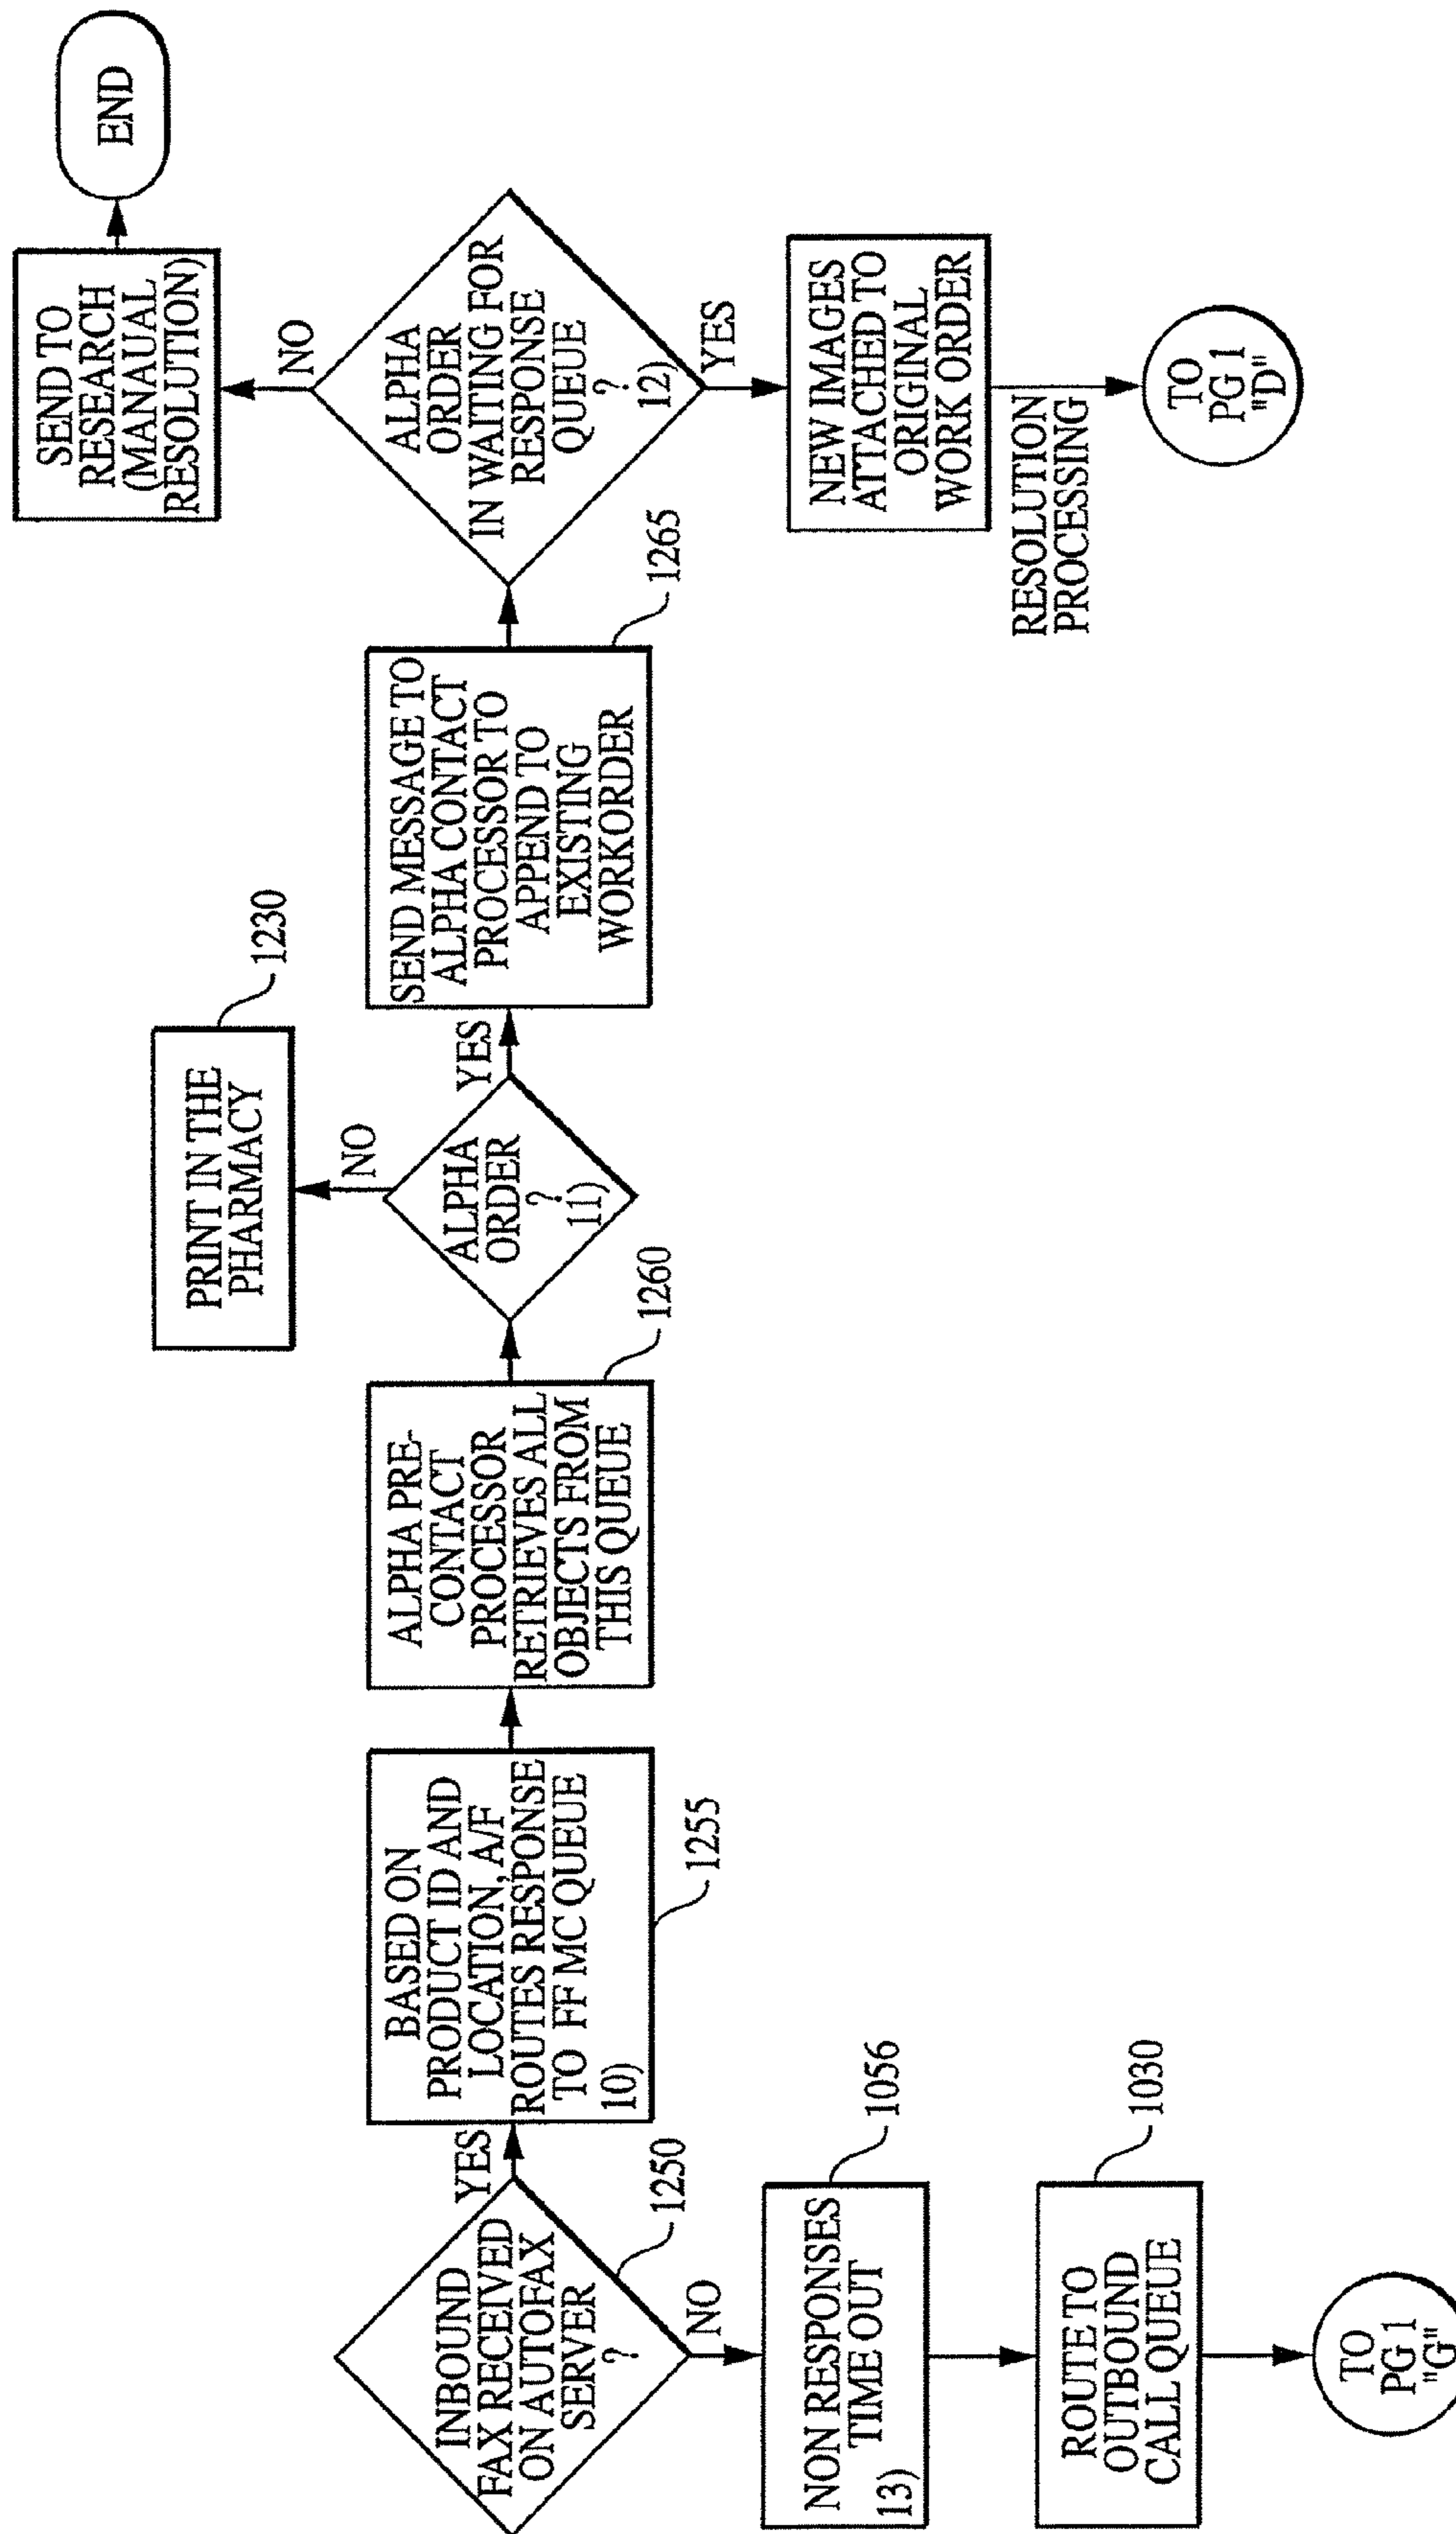 INBOUND
FAX RECEIVED
ON AUTOFAX
SERVER
?
1250
YES
NO
BASED ON
PRODUCT ID AND
LOCATION, A/F
ROUTES RESPONSE
TO FF MC QUEUE
10)
1255
ALPHA PRE-
CONTACT
PROCESSOR
RETRIEVES ALL
OBJECTS FROM
THIS QUEUE
1260
ALPHA
ORDER
?
11)
NO
YES
PRINT IN THE
PHARMACY
1230
SEND MESSAGE TO
ALPHA CONTACT
PROCESSOR TO
APPEND TO
EXISTING
WORKORDER
1265
ALPHA
ORDER
IN WAITING FOR
RESPONSE
QUEUE
?
12)
NO
YES
SEND TO
RESEARCH
(MANAUAL
RESOLUTION)
END
NEW IMAGES
ATTACHED TO
ORIGINAL
WORK ORDER
RESOLUTION
PROCESSING
TO
PG 1
"D"
NON RESPONSES
TIME OUT
13)
1056
ROUTE TO
OUTBOUND
CALL QUEUE
1030
TO
PG 1
"G"